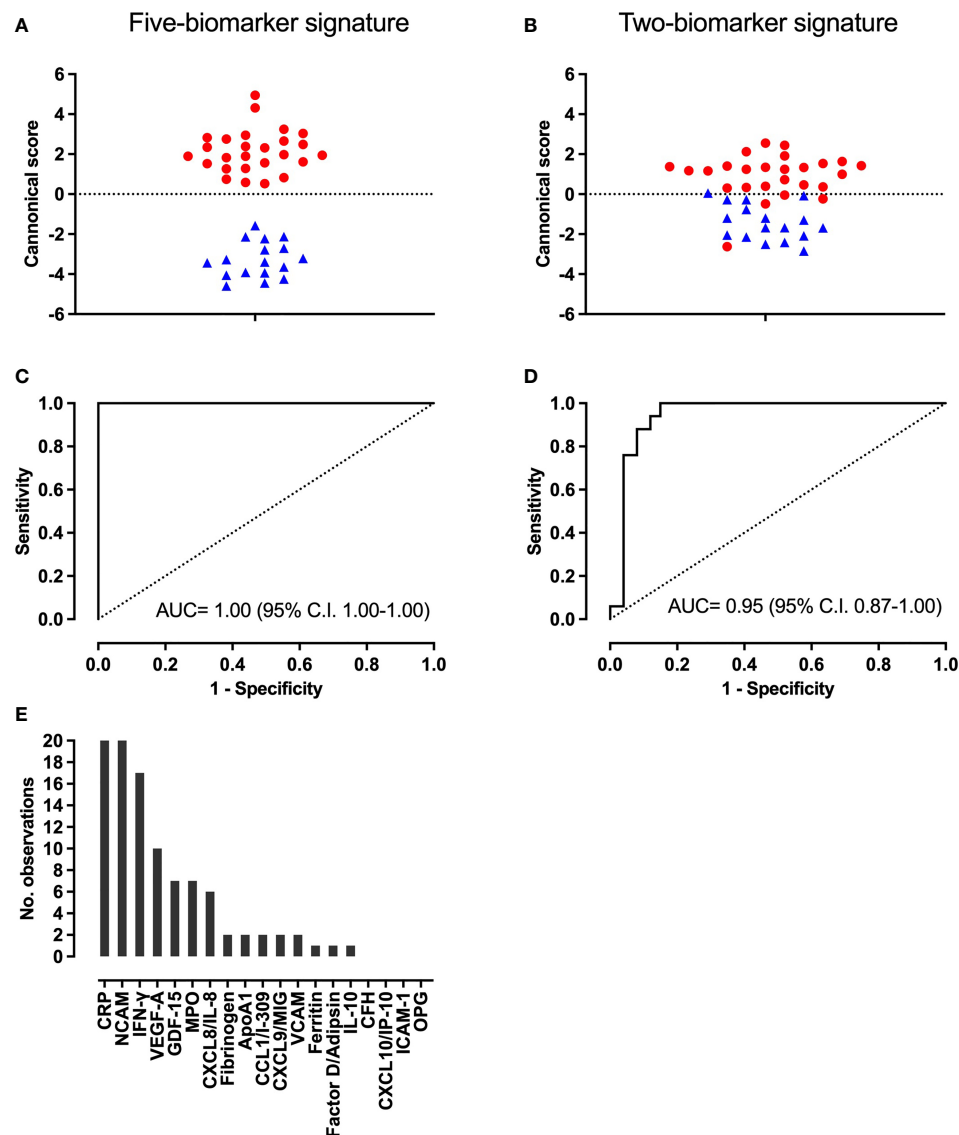 A
Five-biomarker signature
B
Two-biomarker signature
Cannonical score
6
4
2
0
-2
-4
-6
Cannonical score
6
4
2
0
-2
-4
-6
C
Sensitivity
1.0
0.8
0.6
0.4
0.2
0.0
AUC= 1.00 (95% C.I. 1.00-1.00)
0.0 0.2 0.4 0.6 0.8 1.0
1 - Specificity
D
Sensitivity
1.0
0.8
0.6
0.4
0.2
0.0
AUC= 0.95 (95% C.I. 0.87-1.00)
0.0 0.2 0.4 0.6 0.8 1.0
1 - Specificity
E
No. observations
20
18
16
14
12
10
8
6
4
2
0
CRP
NCAM
IFN-γ
VEGF-A
GDF-15
MPO
CXCL8/IL-8
Fibrinogen
ApoA1
CCL1/I-309
CXCL9/MIG
VCAM
Ferritin
Factor D/Adipsin
IL-10
CFH
CXCL10/IP-10
ICAM-1
OPG